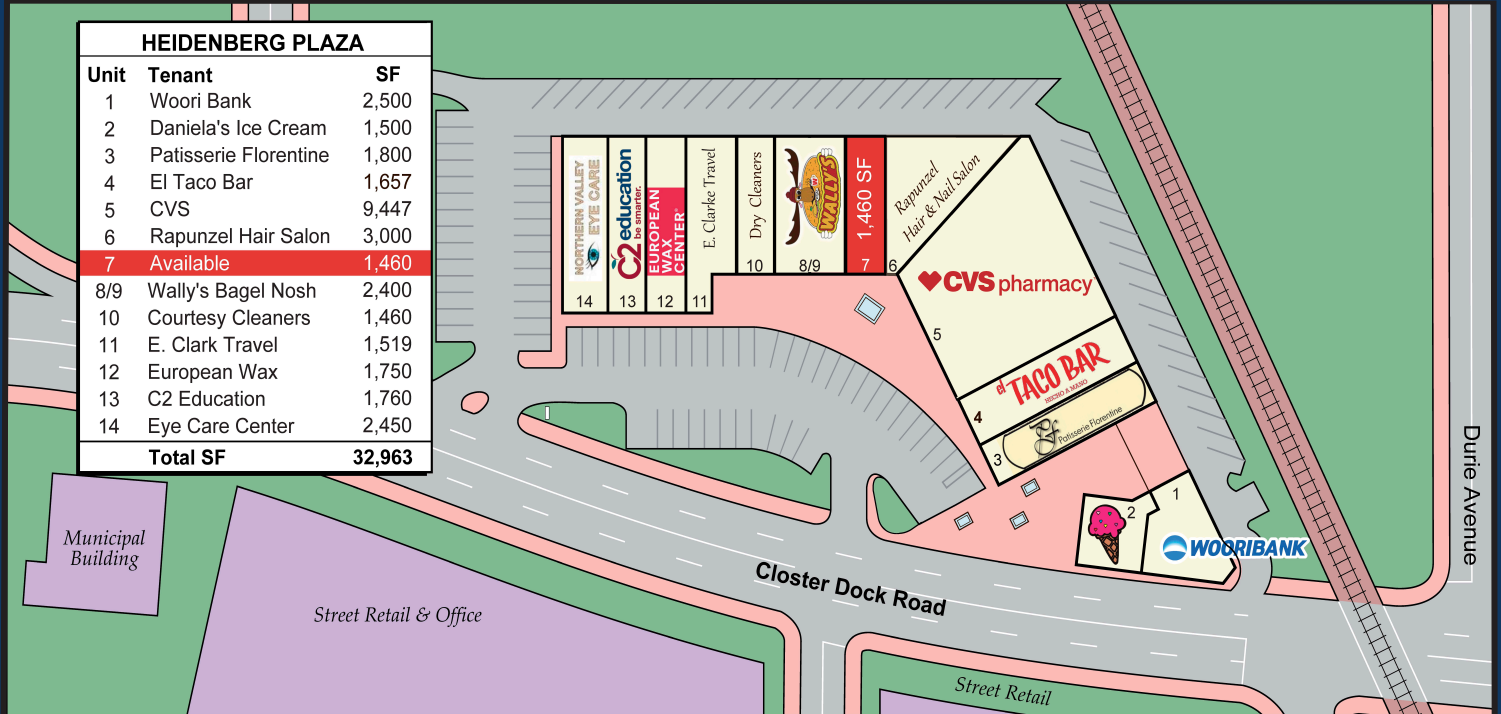 HEIDENBERG PLAZA
Unit Tenant SF
1 Woori Bank 2,500
2 Daniela's Ice Cream 1,500
3 Patisserie Florentine 1,800
4 El Taco Bar 1,657
5 CVS 9,447
6 Rapunzel Hair Salon 3,000
7 Available 1,460
8/9 Wally's Bagel Nosh 2,400
10 Courtesy Cleaners 1,460
11 E. Clark Travel 1,519
12 European Wax 1,750
13 C2 Education 1,760
14 Eye Care Center 2,450
Total SF 32,963
NORTHERN VALLEY
EYE CARE
14
C2 education
be smarter.
13
EUROPEAN
WAX
CENTER
12
E. Clarke Travel
11
Dry Cleaners
10
W
WALLY'S
8/9
1,460 SF
7
Rapunzel
Hair & Nail Salon
6
CVS pharmacy
5
el TACO BAR
HECHO A MANO
4
PF
Patisserie Florentine
3
2
1
WOORIBANK
Closter Dock Road
Durie Avenue
Municipal
Building
Street Retail & Office
Street Retail